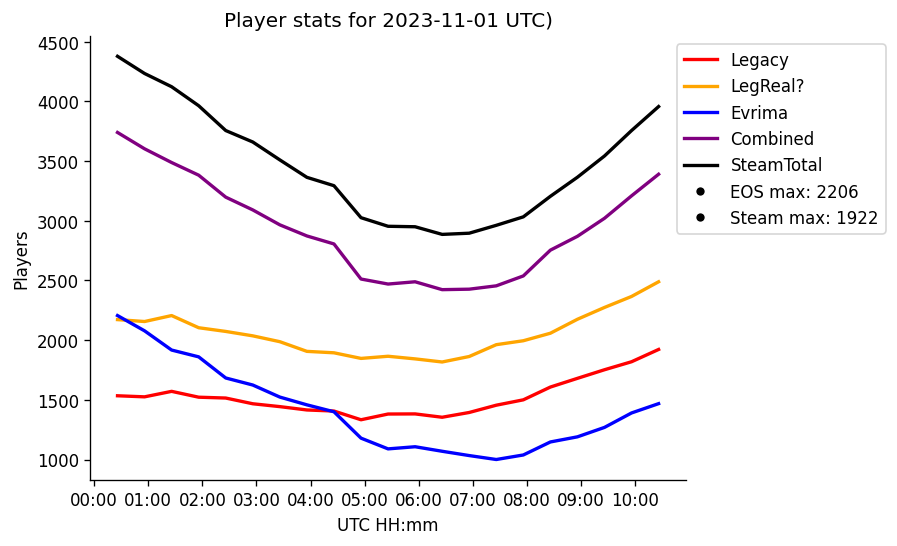 Player stats for 2023-11-01 UTC)
4500
4000
3500
3000
2500
2000
1500
1000
Players
00:00 01:00 02:00 03:00 04:00 05:00 06:00 07:00 08:00 09:00 10:00
UTC HH:mm
Legacy
LegReal?
Evrima
Combined
SteamTotal
EOS max: 2206
Steam max: 1922